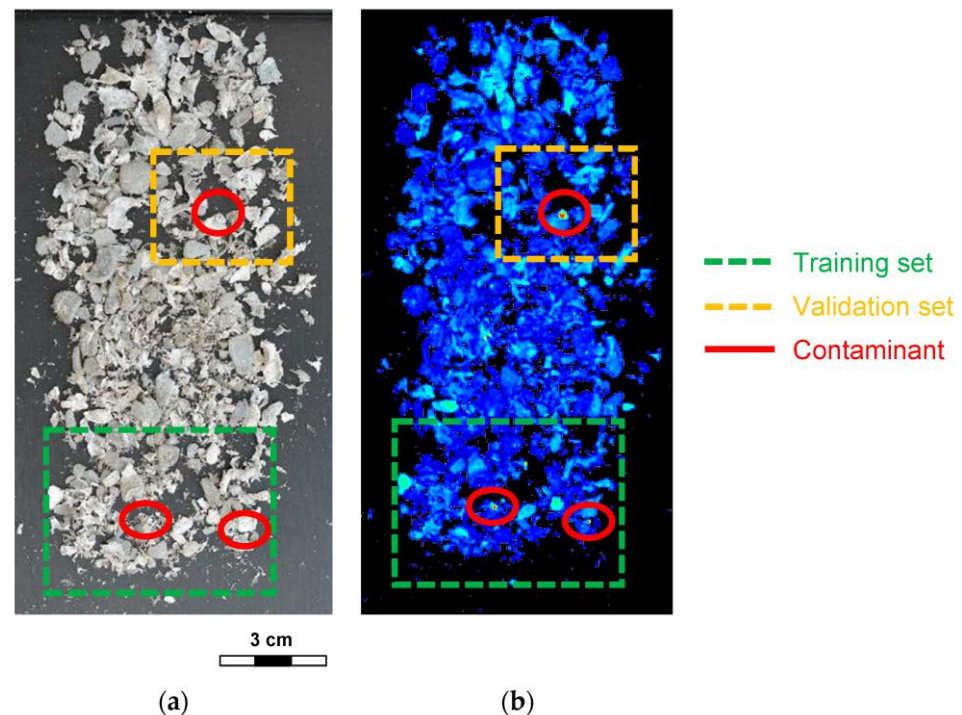 Training set
Validation set
Contaminant
3 cm
(a)
(b)